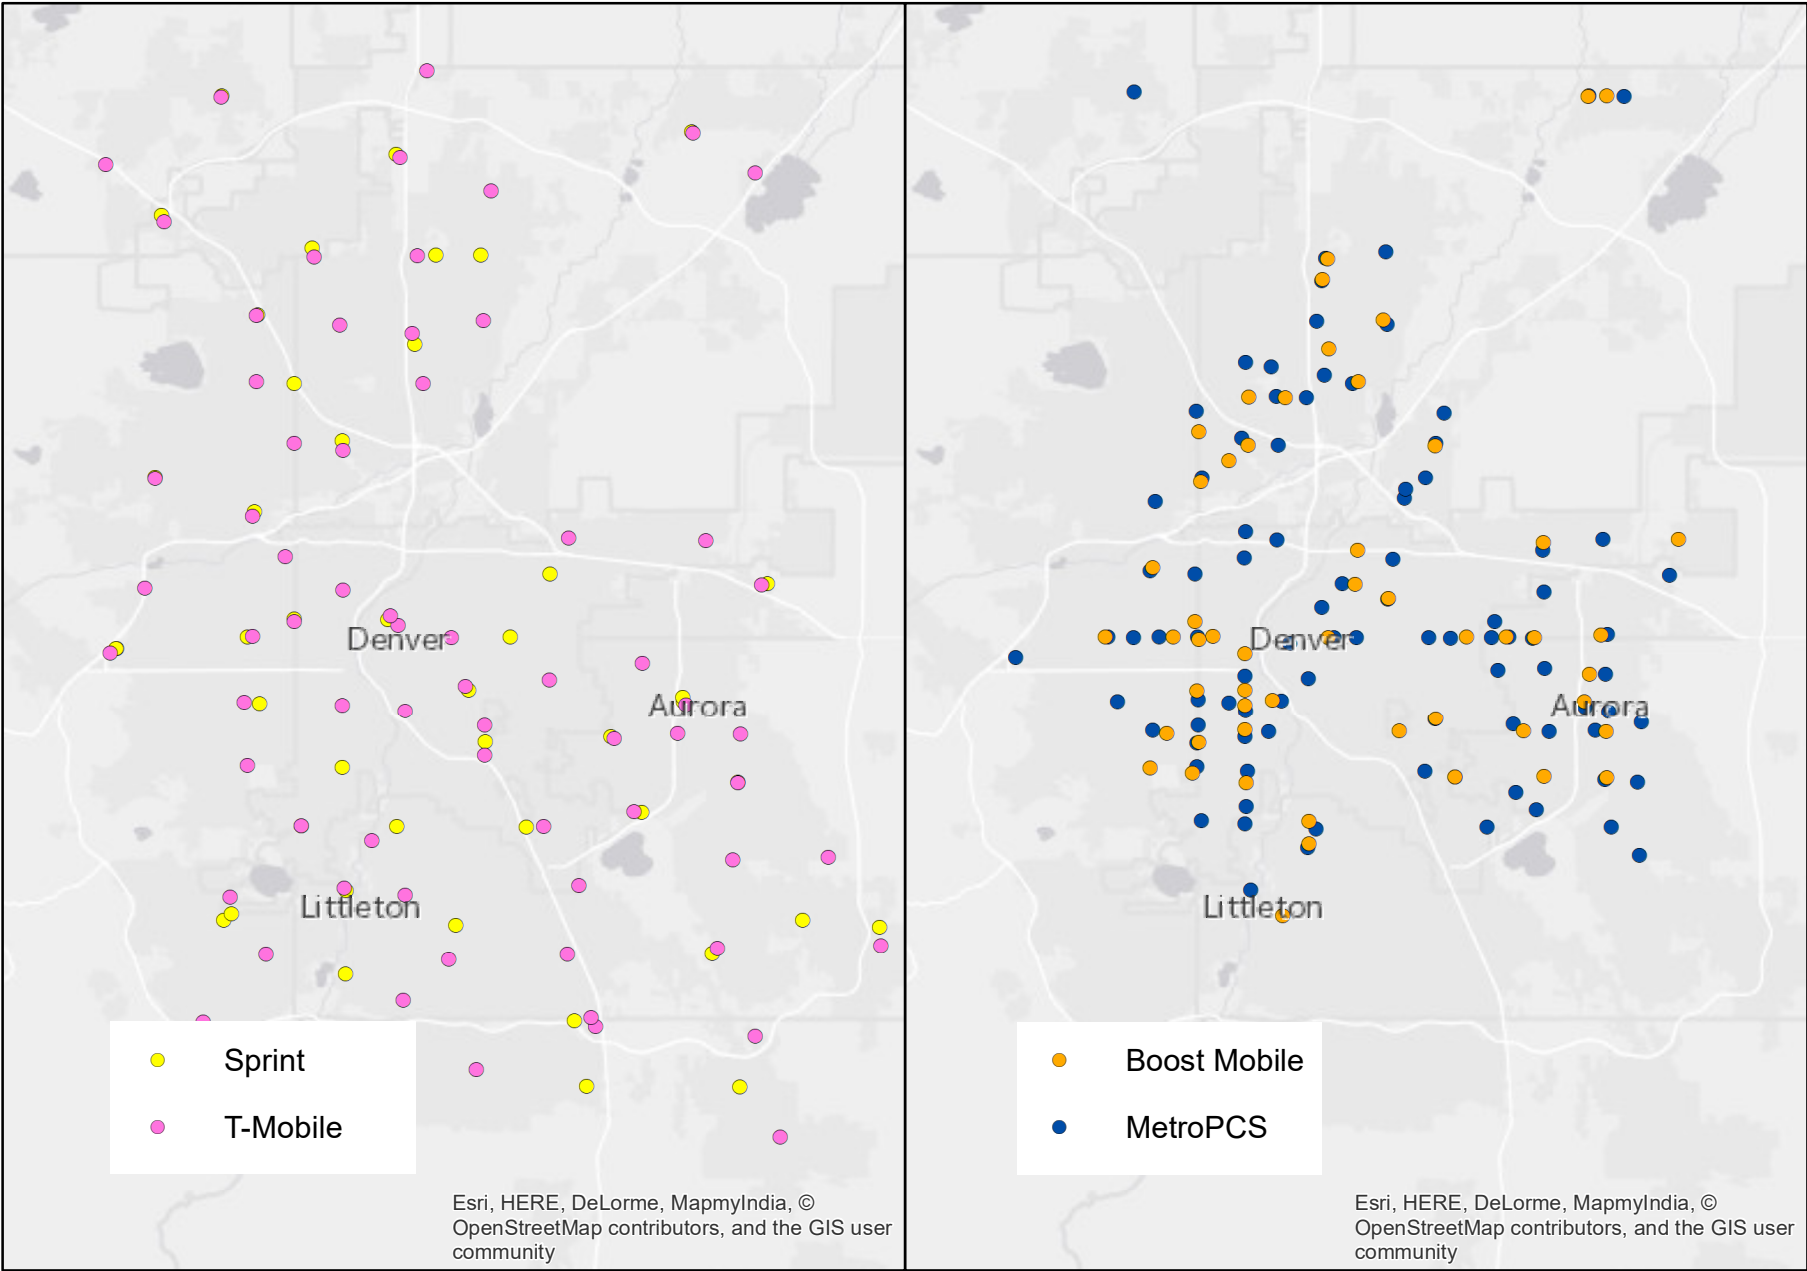 Denver
Aurora
Littleton
Sprint
T-Mobile
Esri, HERE, DeLorme, MapmyIndia, ©
OpenStreetMap contributors, and the GIS user
community
Denver
Aurora
Littleton
Boost Mobile
MetroPCS
Esri, HERE, DeLorme, MapmyIndia, ©
OpenStreetMap contributors, and the GIS user
community